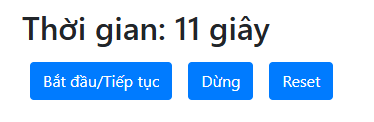 Thời gian: 11 giây
Bắt đầu/Tiếp tục Dừng Reset